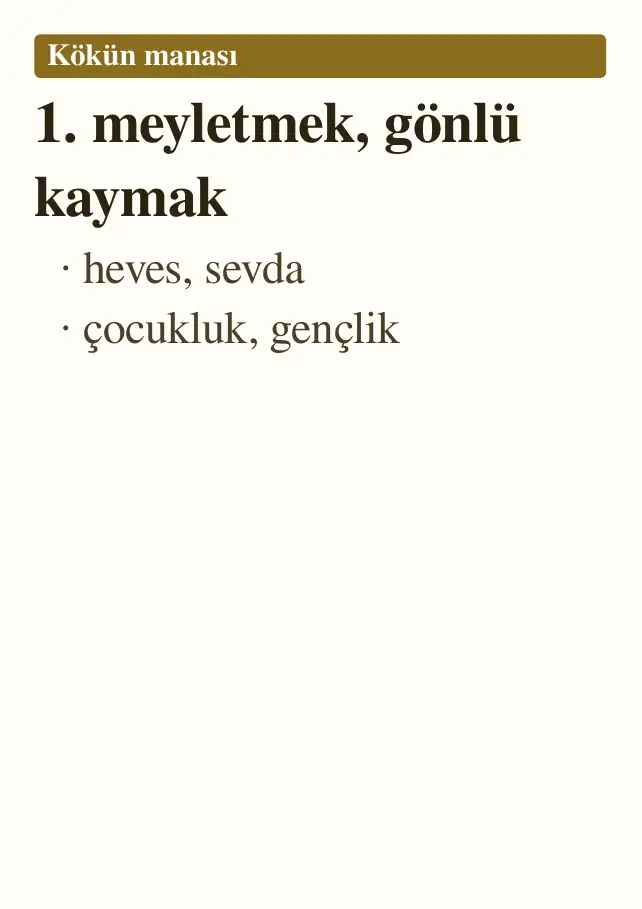 Kökün manası
1. meyletmek, gönlü
kaymak
· heves, sevda
· çocukluk, gençlik